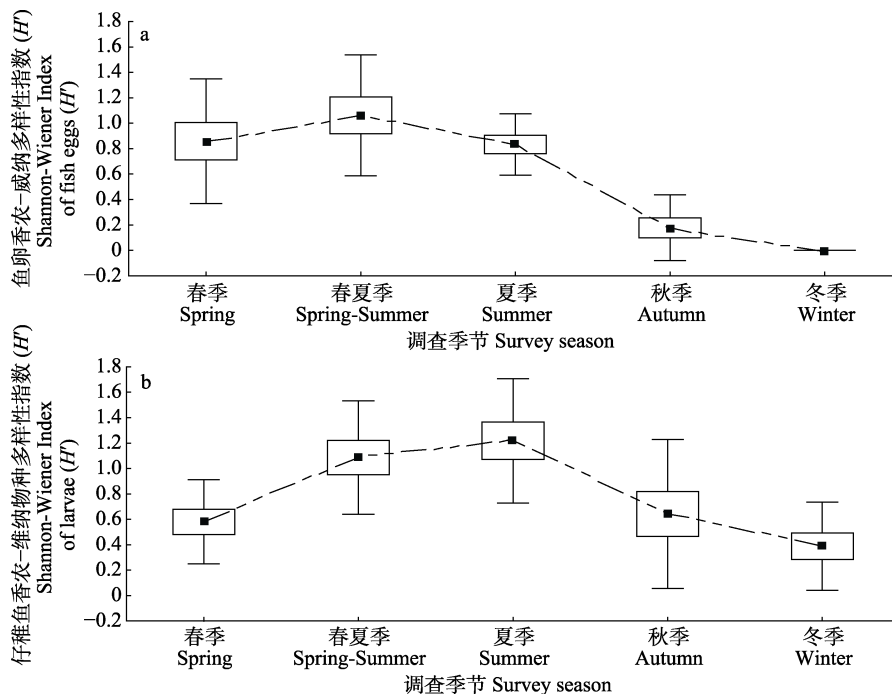 鱼卵香农-威纳多样性指数 (H′)
Shannon-Wiener Index
of fish eggs (H′)
a
1.8
1.6
1.4
1.2
1.0
0.8
0.6
0.4
0.2
0
−0.2
春季 春夏季 夏季 秋季 冬季
Spring Spring-Summer Summer Autumn Winter
调查季节 Survey season
仔稚鱼香农-维纳物种多样性指数 (H′)
Shannon-Wiener Index
of larvae (H′)
b
1.8
1.6
1.4
1.2
1.0
0.8
0.6
0.4
0.2
0
−0.2
春季 春夏季 夏季 秋季 冬季
Spring Spring-Summer Summer Autumn Winter
调查季节 Survey season